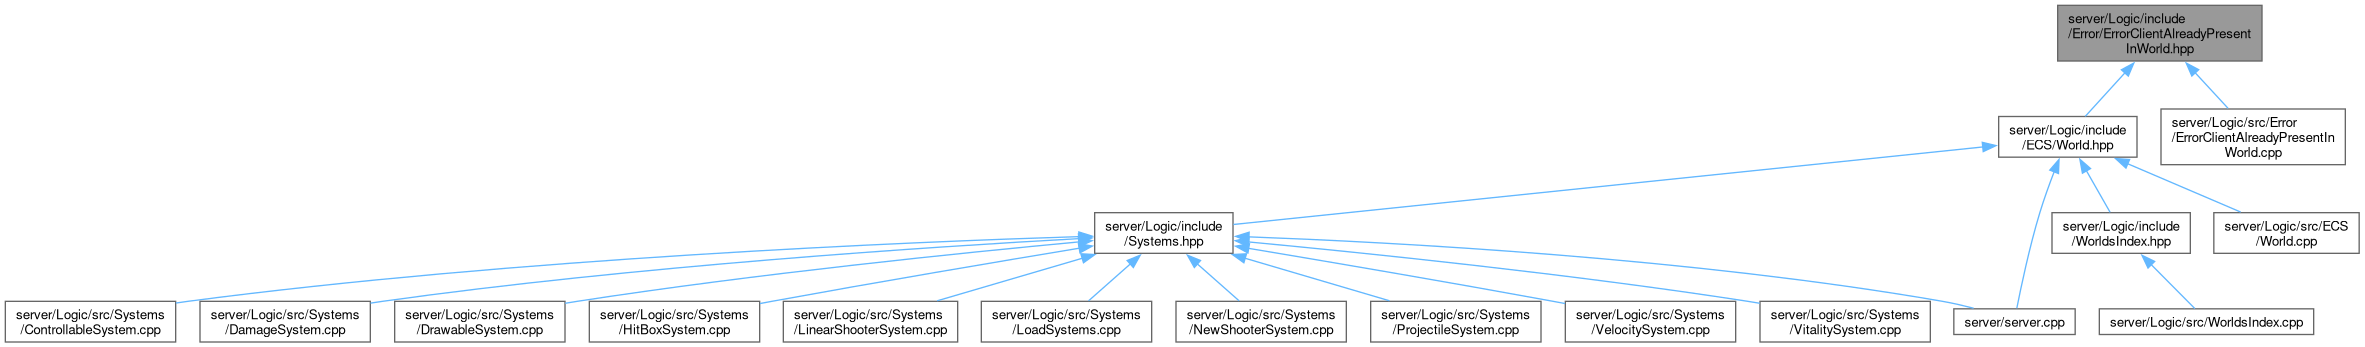 server/Logic/include
/Error/ErrorClientAlreadyPresent
InWorld.hpp
server/Logic/include
/ECS/World.hpp
server/Logic/src/Error
/ErrorClientAlreadyPresentIn
World.cpp
server/Logic/include
/Systems.hpp
server/Logic/include
/WorldsIndex.hpp
server/Logic/src/ECS
/World.cpp
server/Logic/src/Systems
/ControllableSystem.cpp
server/Logic/src/Systems
/DamageSystem.cpp
server/Logic/src/Systems
/DrawableSystem.cpp
server/Logic/src/Systems
/HitBoxSystem.cpp
server/Logic/src/Systems
/LinearShooterSystem.cpp
server/Logic/src/Systems
/LoadSystems.cpp
server/Logic/src/Systems
/NewShooterSystem.cpp
server/Logic/src/Systems
/ProjectileSystem.cpp
server/Logic/src/Systems
/VelocitySystem.cpp
server/Logic/src/Systems
/VitalitySystem.cpp
server/server.cpp
server/Logic/src/WorldsIndex.cpp